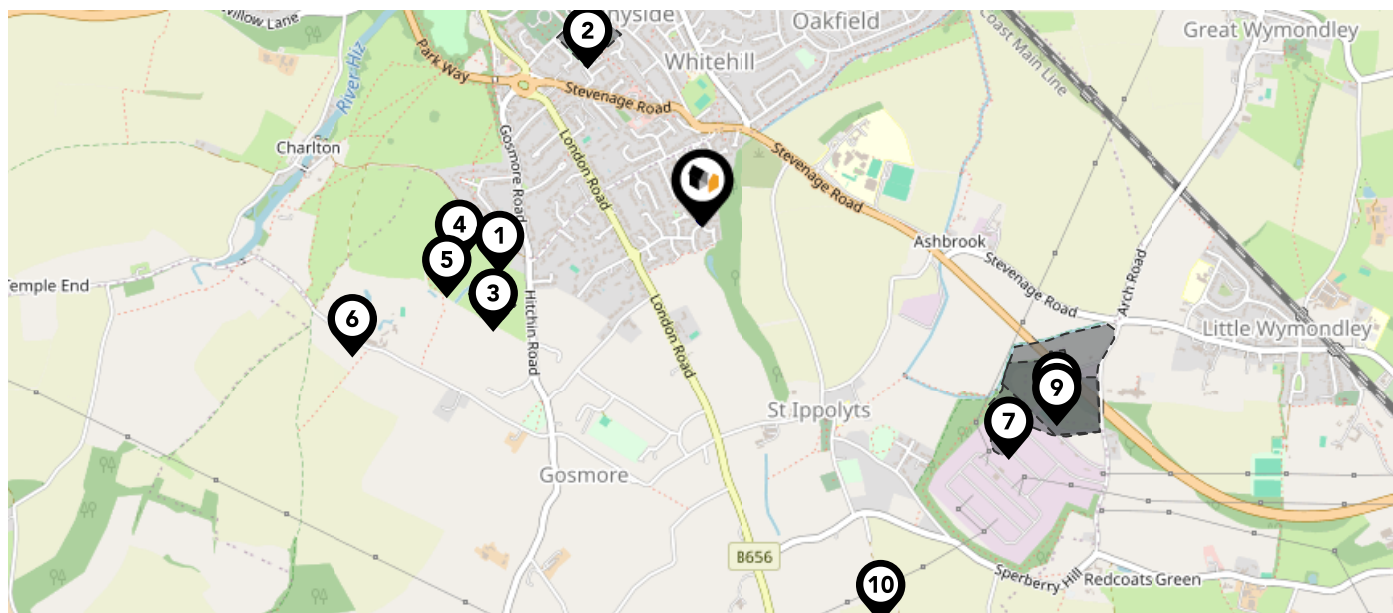 Willow Lane
River Hiz
Park Way
2
nyside
Oakfield
Whitehill
Coast Main Line
Great Wymondley
Stevenage Road
Charlton
Gosmore Road
London Road
Stevenage Road
4
1
5
3
6
Temple End
Hitchin Road
London Road
Ashbrook
Stevenage Road
Arch Road
Little Wymondley
9
7
St Ippolyts
Gosmore
B656
10
Sperberry Hill
Redcoats Green